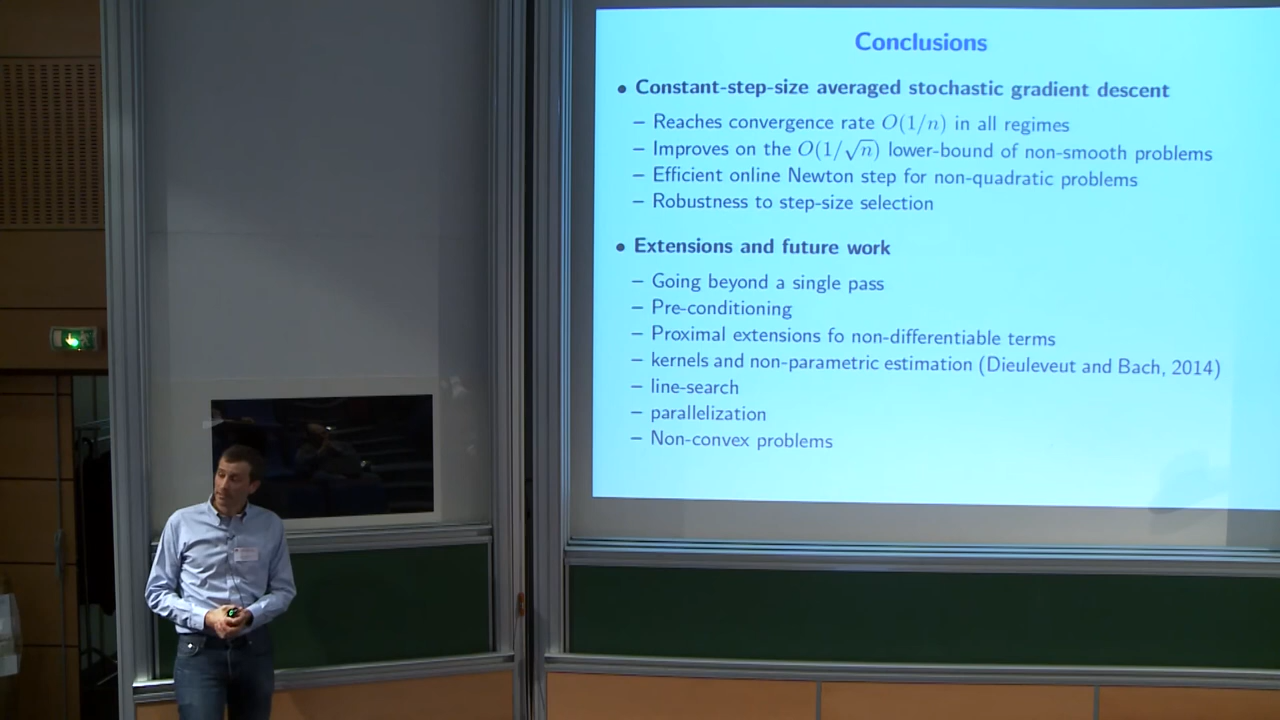 Conclusions
• Constant-step-size averaged stochastic gradient descent
– Reaches convergence rate O(1/n) in all regimes
– Improves on the O(1/√n) lower-bound of non-smooth problems
– Efficient online Newton step for non-quadratic problems
– Robustness to step-size selection
• Extensions and future work
– Going beyond a single pass
– Pre-conditioning
– Proximal extensions fo non-differentiable terms
– kernels and non-parametric estimation (Dieuleveut and Bach, 2014)
– line-search
– parallelization
– Non-convex problems